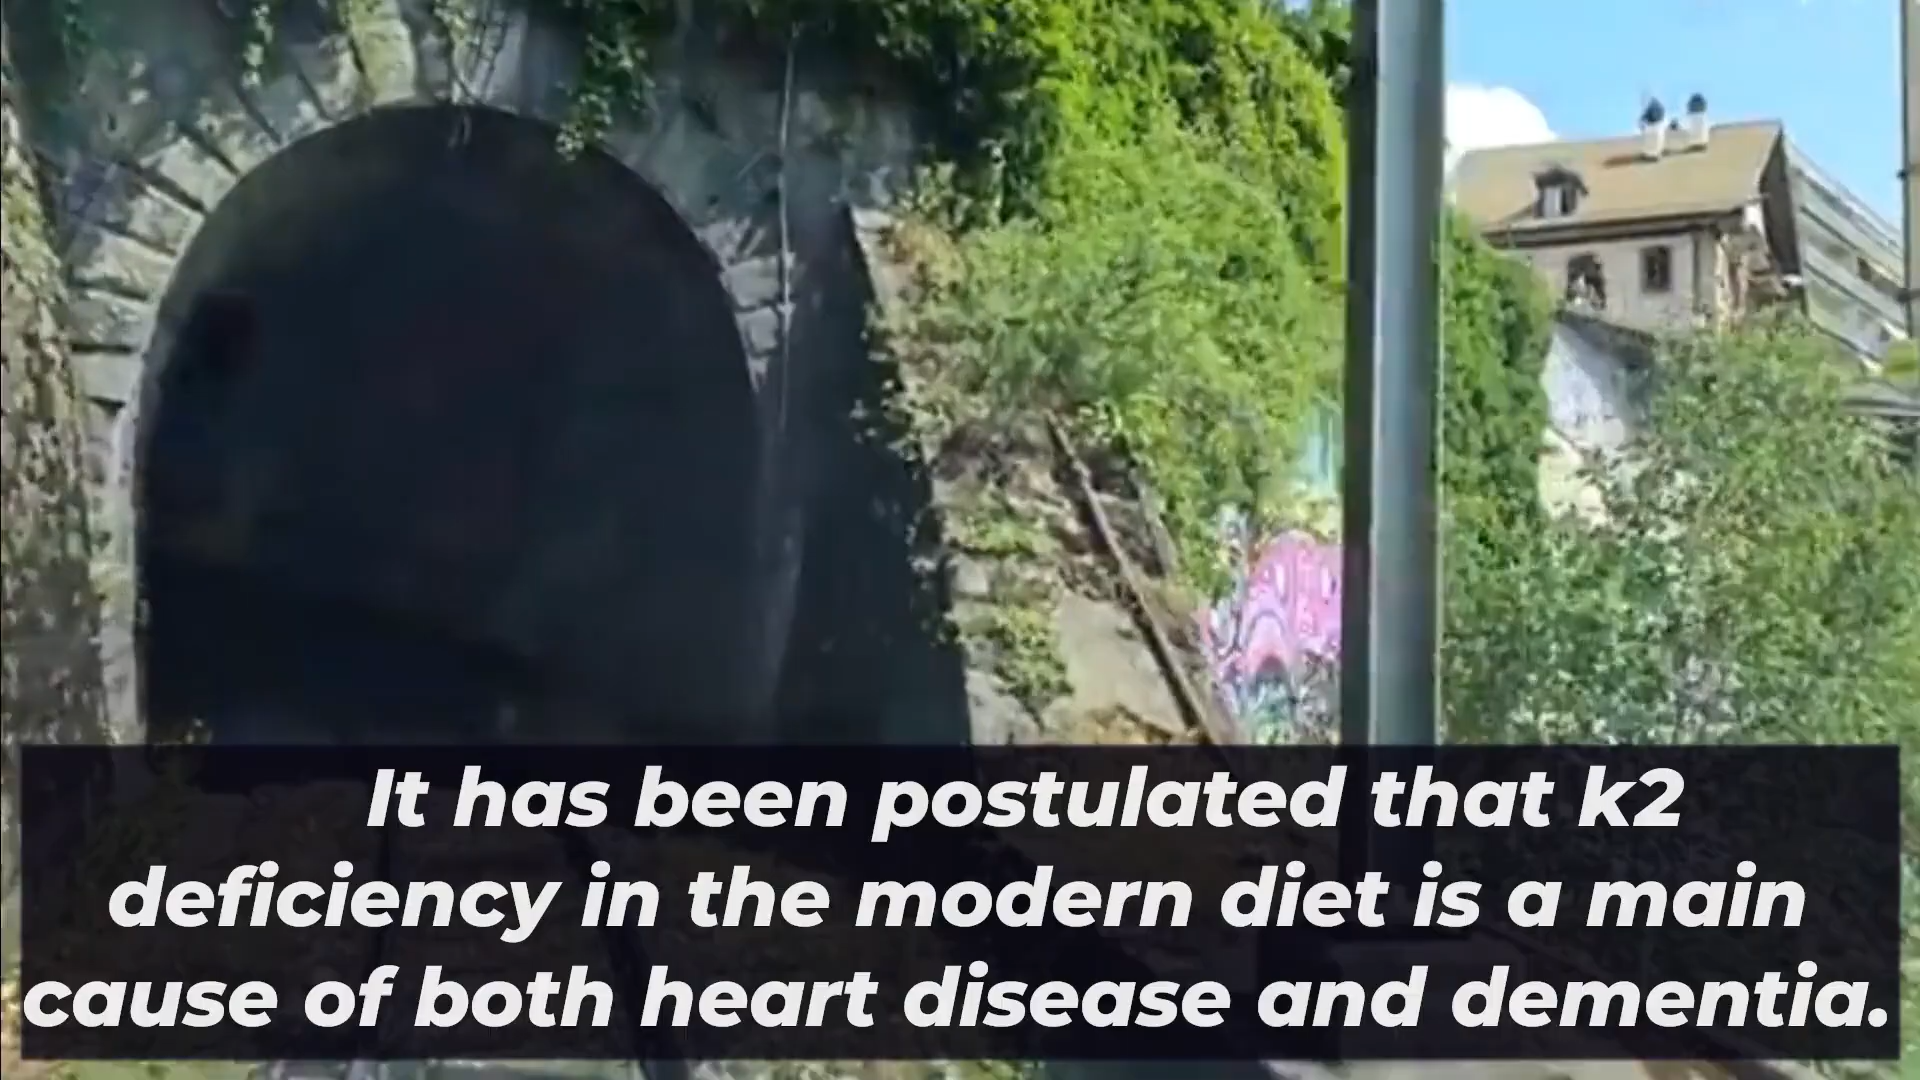 It has been postulated that k2
deficiency in the modern diet is a main
cause of both heart disease and dementia.